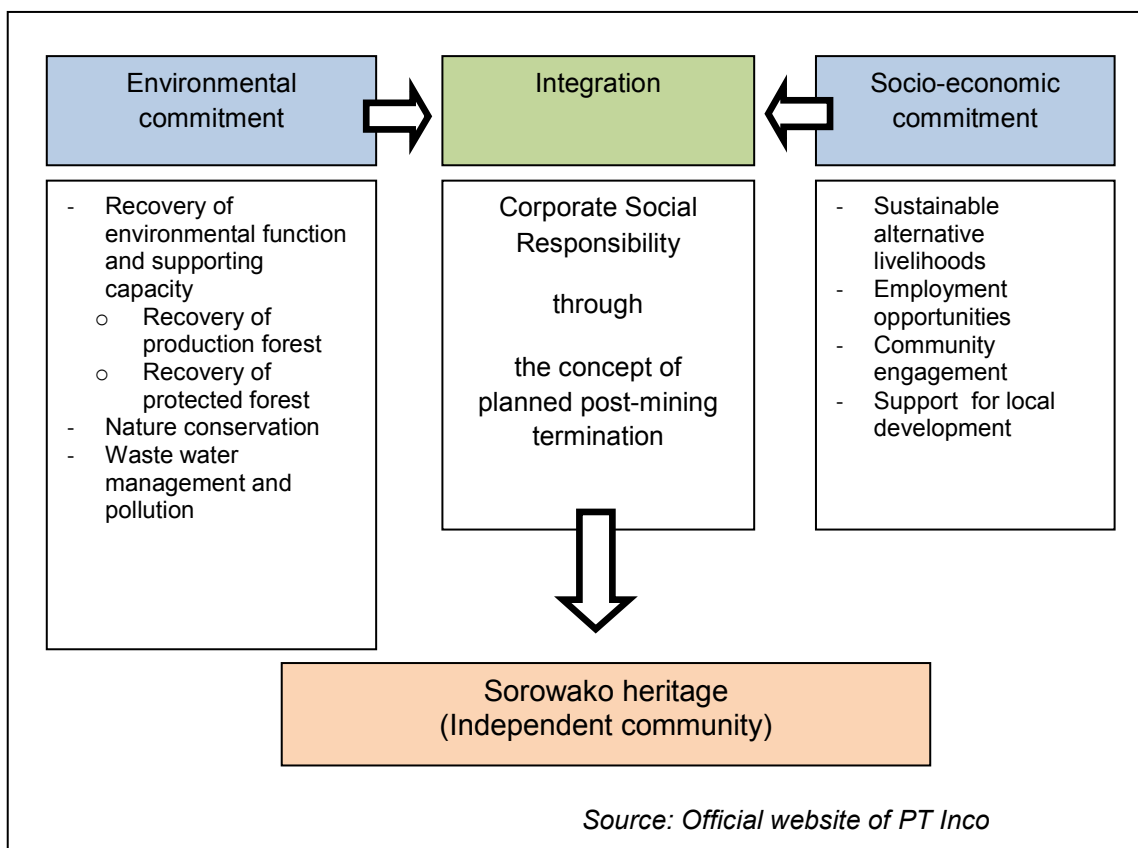 Environmental
commitment
Integration
Socio-economic
commitment
- Recovery of
environmental function
and supporting
capacity
o Recovery of
production forest
o Recovery of
protected forest
- Nature conservation
- Waste water
management and
pollution
Corporate Social
Responsibility
through
the concept of
planned post-mining
termination
- Sustainable
alternative
livelihoods
- Employment
opportunities
- Community
engagement
- Support for local
development
Sorowako heritage
(Independent community)
Source: Official website of PT Inco